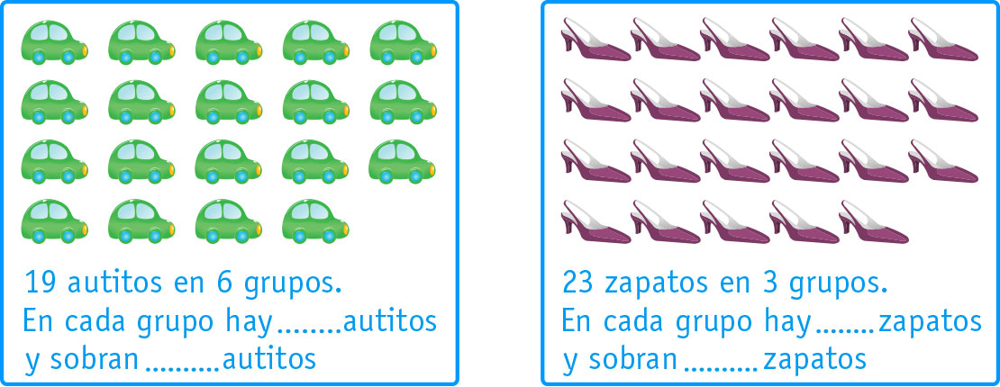 19 autitos en 6 grupos.
En cada grupo hay ........ autitos
y sobran .......... autitos
23 zapatos en 3 grupos.
En cada grupo hay ........ zapatos
y sobran .......... zapatos